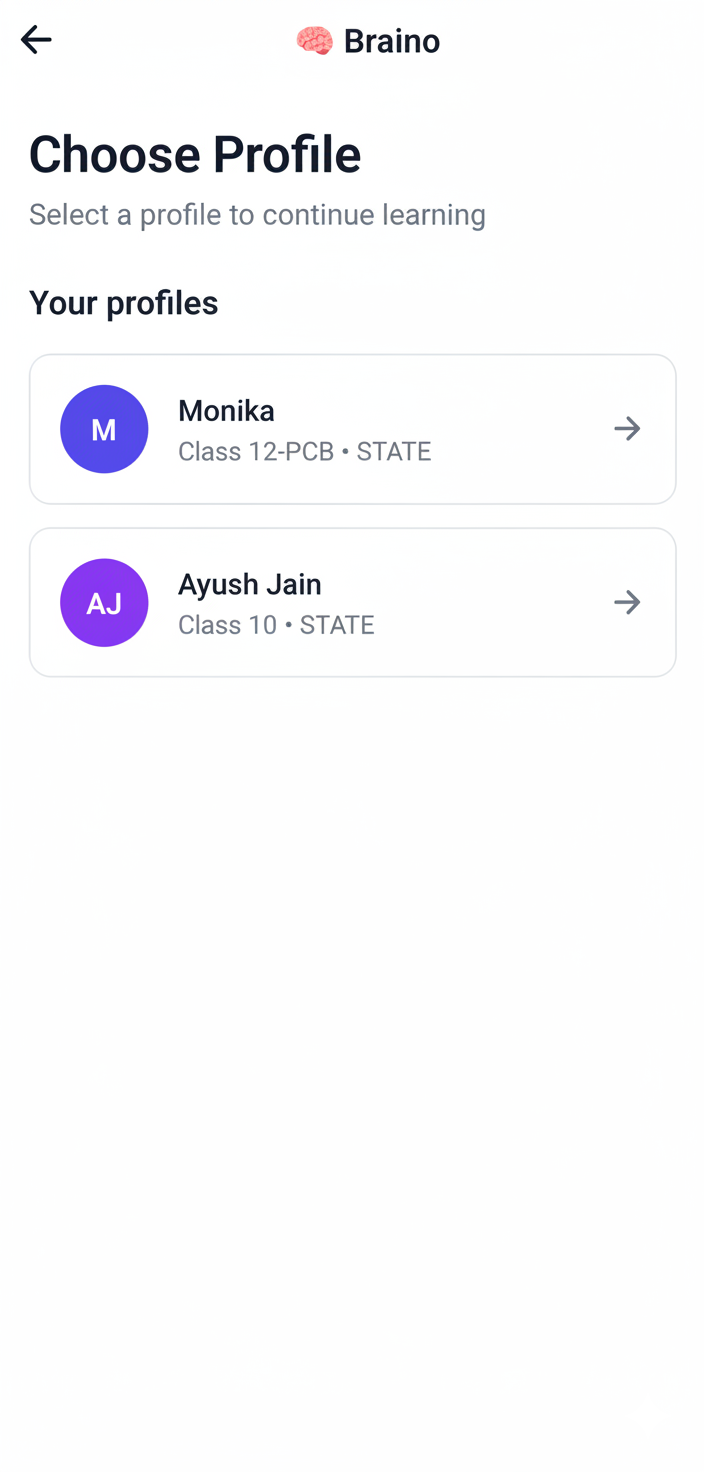 🧠 Braino
Choose Profile
Select a profile to continue learning
Your profiles
M
Monika
Class 12-PCB • STATE
AJ
Ayush Jain
Class 10 • STATE